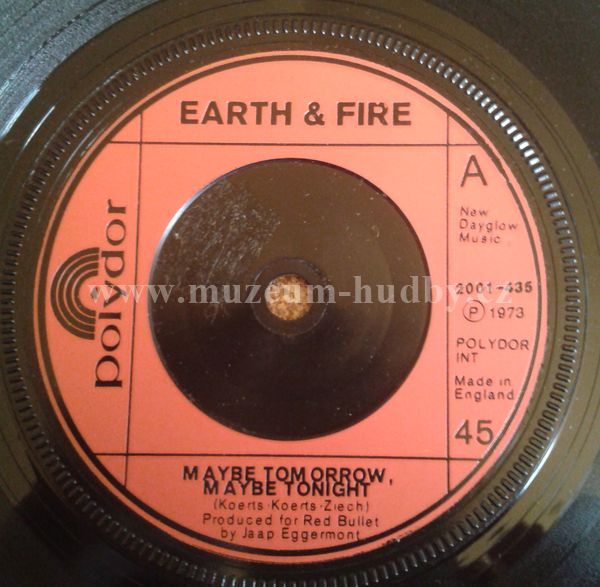 EARTH & FIRE
A
New
Dayglow
Music
polydor
www.muzeum-hudby.cz
2001-435
Ⓟ 1973
POLYDOR
INT
Made in
England
45
MAYBE TOMORROW,
MAYBE TONIGHT
(Koerts-Koerts-Ziech)
Produced for Red Bullet
by Jaap Eggermont